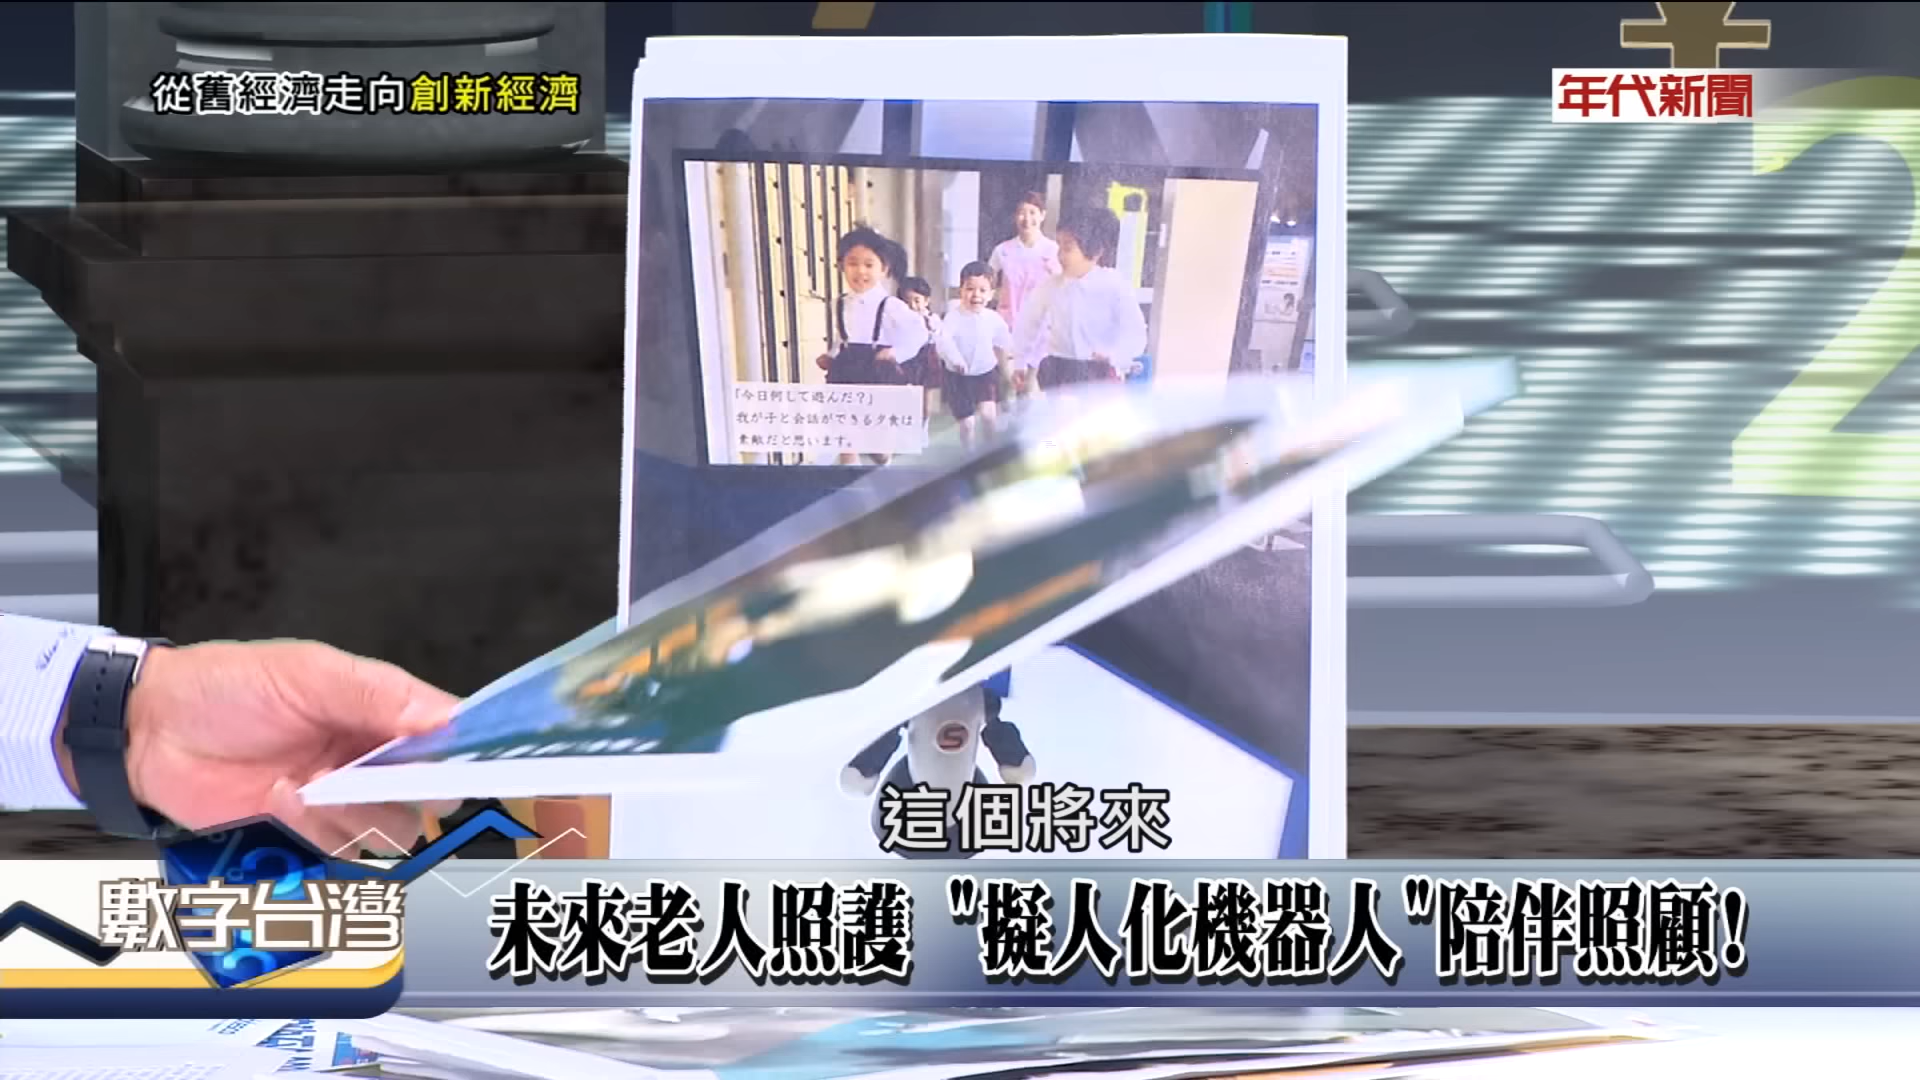 從舊經濟走向創新經濟
年代新聞
「今日何して遊んだ？」
我が子と会話ができる夕食は
素敵だと思います。
S
這個將來
數字台灣
未來老人照護 "擬人化機器人"陪伴照顧!
2